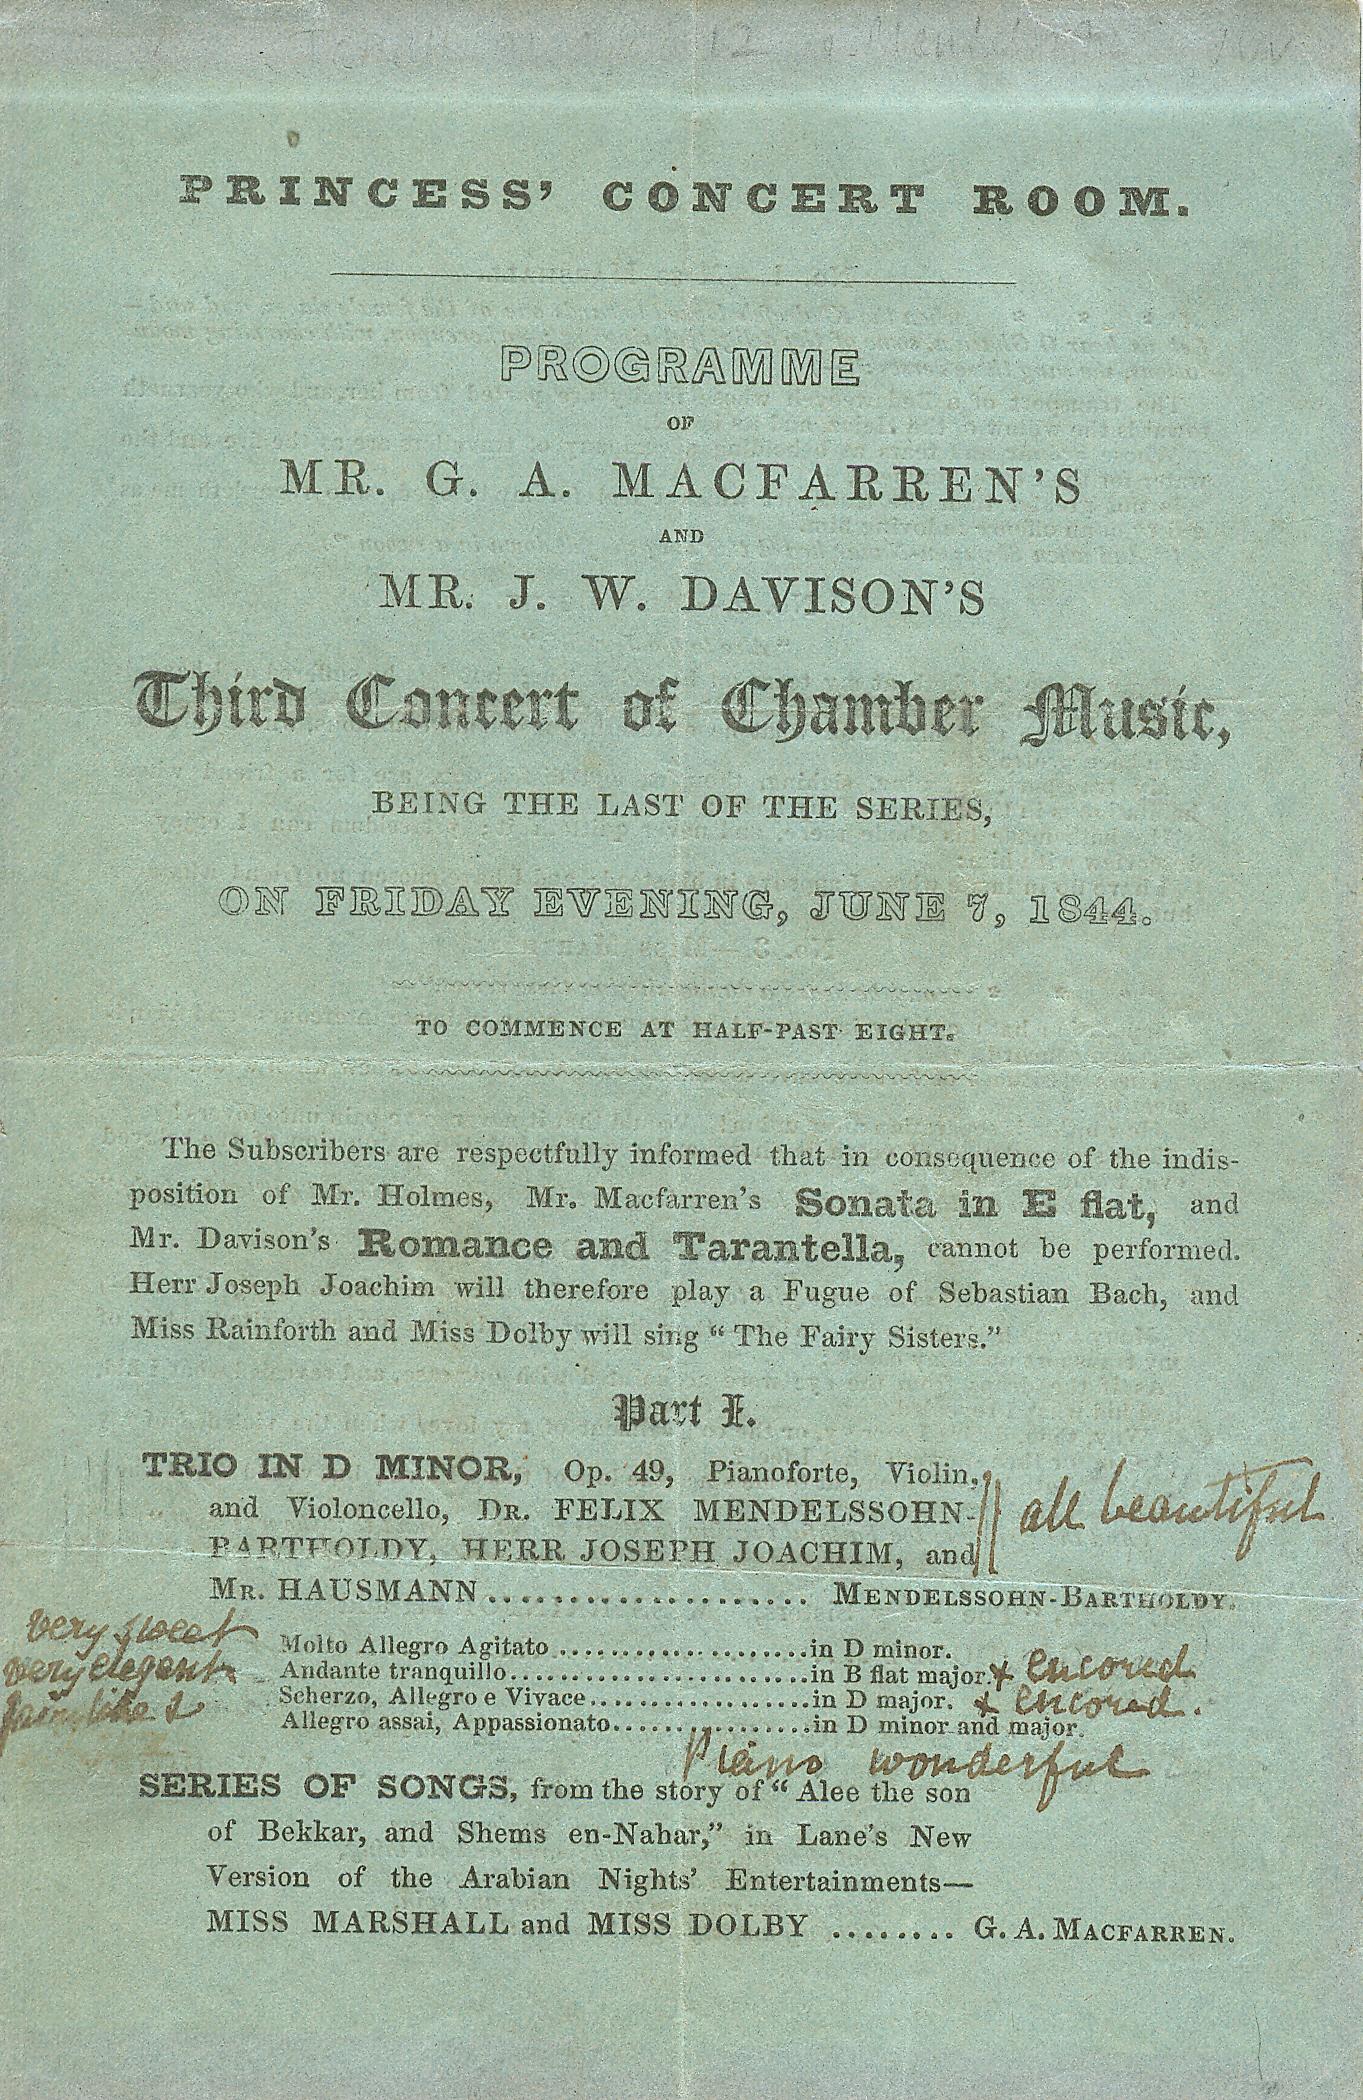 PRINCESS' CONCERT ROOM.
PROGRAMME
OF
MR. G. A. MACFARREN'S
AND
MR. J. W. DAVISON'S
Third Concert of Chamber Music,
BEING THE LAST OF THE SERIES,
ON FRIDAY EVENING, JUNE 7, 1844.
TO COMMENCE AT HALF-PAST EIGHT.
The Subscribers are respectfully informed that in consequence of the indis-
position of Mr. Holmes, Mr. Macfarren's Sonata in E flat, and
Mr. Davison's Romance and Tarantella, cannot be performed.
Herr Joseph Joachim will therefore play a Fugue of Sebastian Bach, and
Miss Rainforth and Miss Dolby will sing "The Fairy Sisters."
Part I.
TRIO IN D MINOR, Op. 49, Pianoforte, Violin,
and Violoncello, DR. FELIX MENDELSSOHN- all beautiful
BARTHOLDY, HERR JOSEPH JOACHIM, and
MR. HAUSMANN .................... MENDELSSOHN-BARTHOLDY.
very sweet Molto Allegro Agitato ......................in D minor.
very elegant Andante tranquillo..........................in B flat major. + encored
Scherzo, Allegro e Vivace...................in D major. + encored.
Allegro assai, Appassionato.................in D minor and major.
Piano wonderful
SERIES OF SONGS, from the story of "Alee the son
of Bekkar, and Shems en-Nahar," in Lane's New
Version of the Arabian Nights' Entertainments—
MISS MARSHALL and MISS DOLBY ........ G. A. MACFARREN.